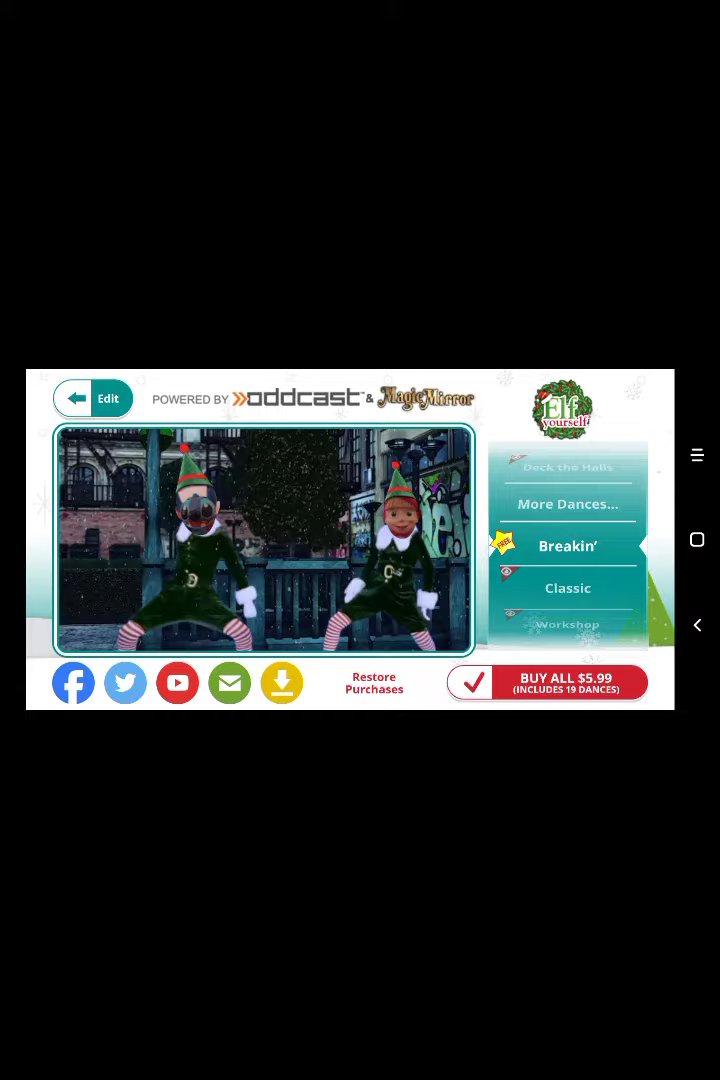 Edit
POWERED BY oddcast & MagicMirror
Elf
yourself
Deck the Halls
More Dances...
FREE
Breakin'
Classic
Workshop
Restore
Purchases
BUY ALL $5.99
(INCLUDES 19 DANCES)